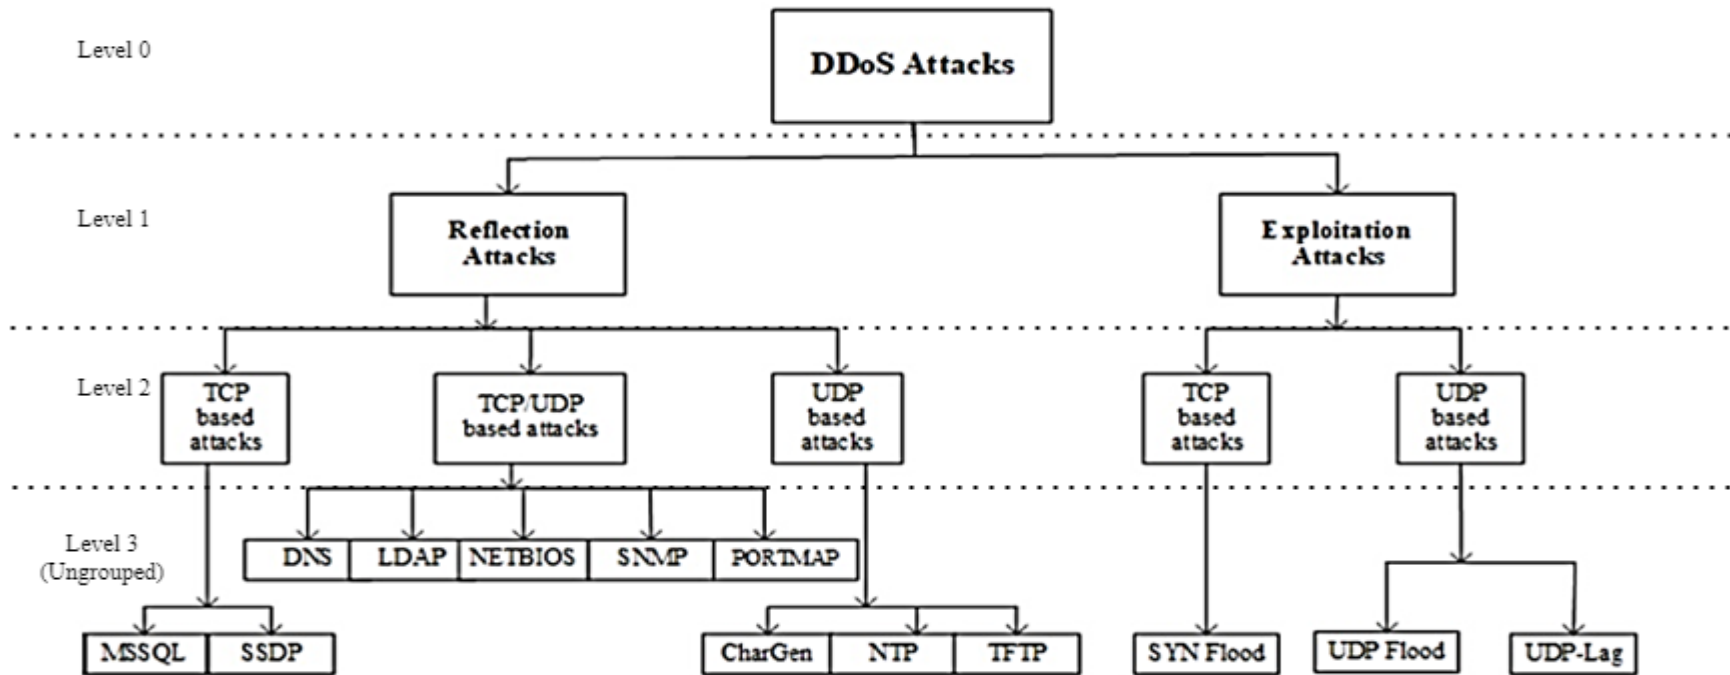 Level 0
DDoS Attacks
Level 1
Reflection
Attacks
Exploitation
Attacks
Level 2
TCP
based
attacks
TCP/UDP
based attacks
UDP
based
attacks
TCP
based
attacks
UDP
based
attacks
Level 3
(Ungrouped)
DNS
LDAP
NETBIOS
SNMP
PORTMAP
MSSQL
SSDP
CharGen
NTP
TFTP
SYN Flood
UDP Flood
UDP-Lag